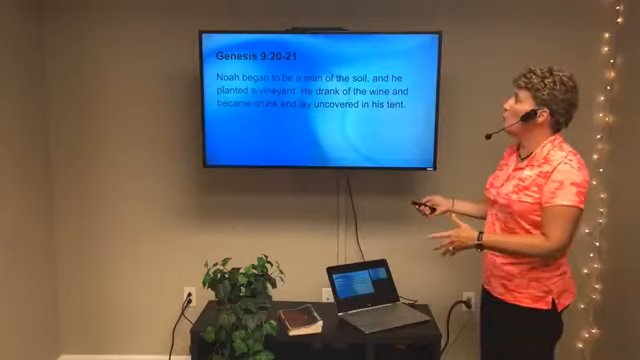 Genesis 9:20-21
Noah began to be a man of the soil, and he
planted a vineyard. He drank of the wine and
became drunk and lay uncovered in his tent.